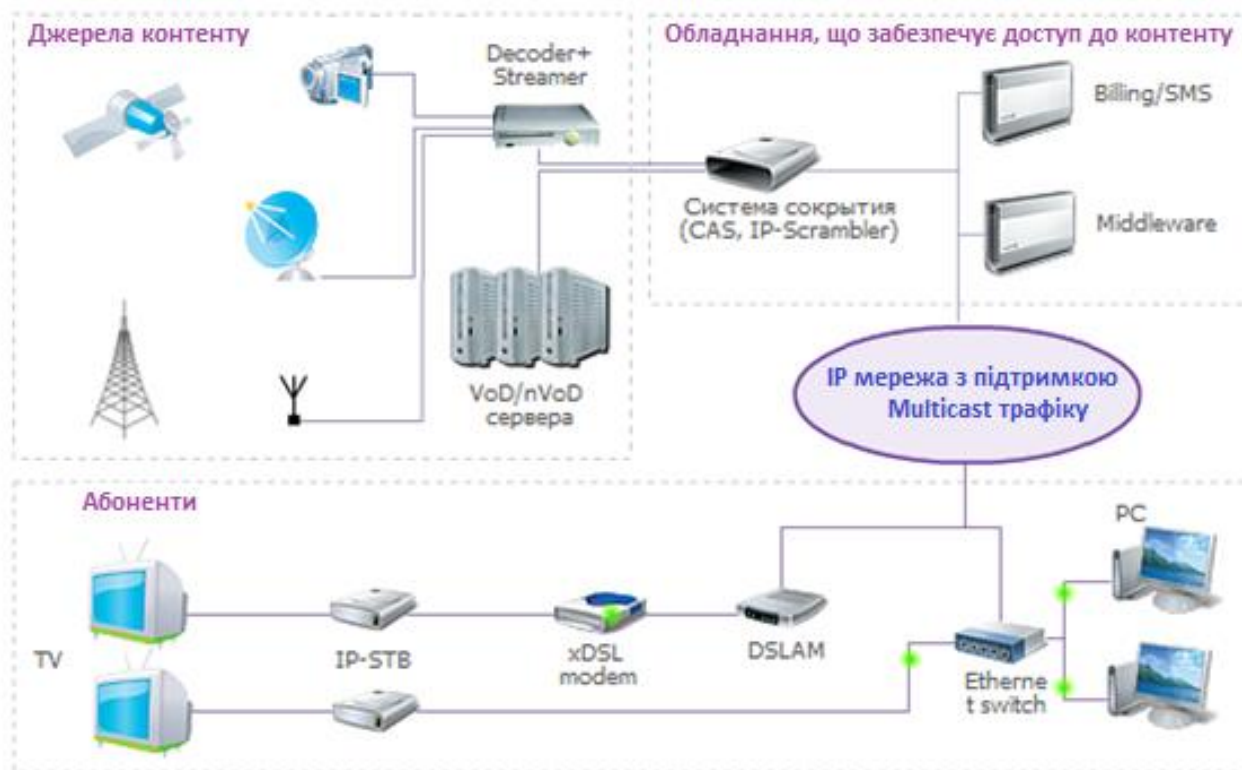 Джерела контенту
Decoder+
Streamer
VoD/nVoD
сервера
Обладнання, що забезпечує доступ до контенту
Billing/SMS
Система сокрытия
(CAS, IP-Scrambler)
Middleware
IP мережа з підтримкою
Multicast трафіку
Абоненти
PC
TV
IP-STB
xDSL
modem
DSLAM
Etherne
t switch